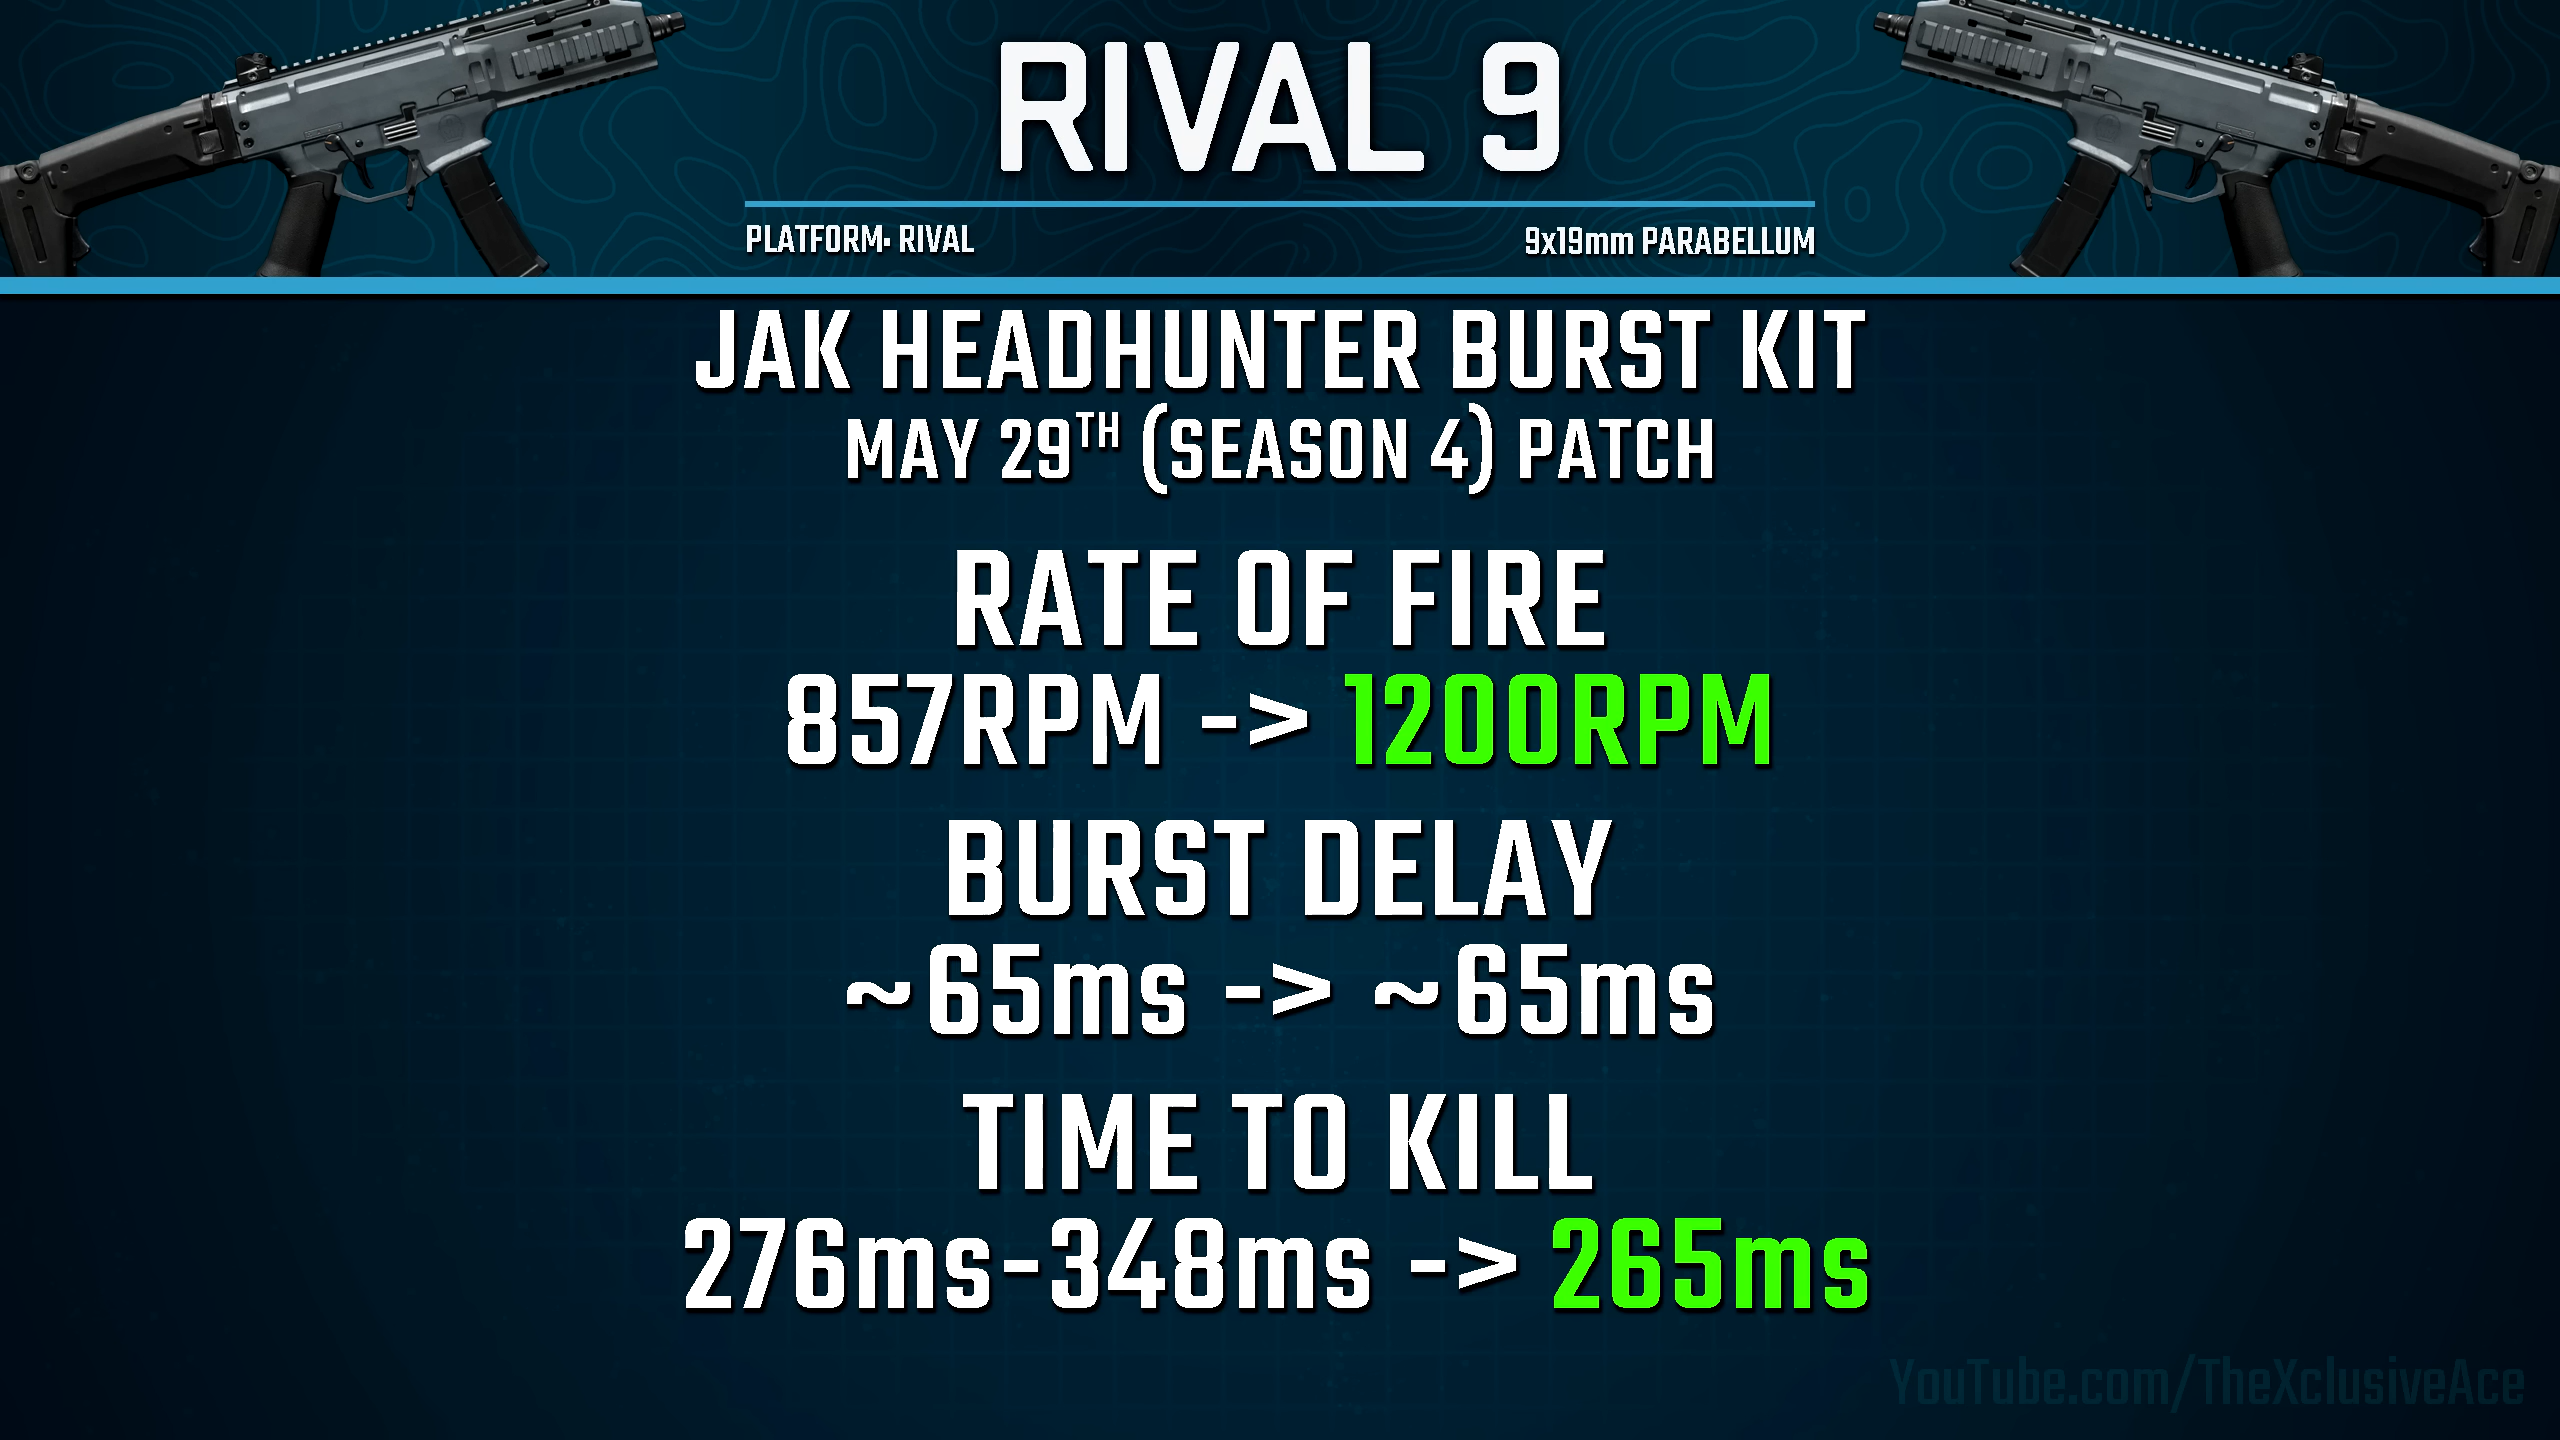 RIVAL 9
PLATFORM: RIVAL
9x19mm PARABELLUM
JAK HEADHUNTER BURST KIT
MAY 29TH (SEASON 4) PATCH
RATE OF FIRE
857RPM -> 1200RPM
BURST DELAY
~65ms -> ~65ms
TIME TO KILL
276ms-348ms -> 265ms
YouTube.com/TheXclusiveAce